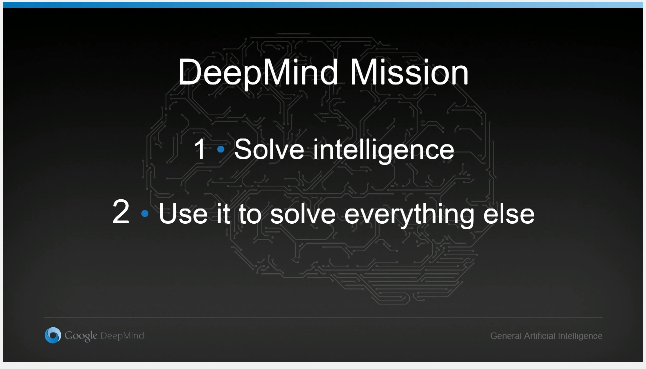 DeepMind Mission
1 • Solve intelligence
2 • Use it to solve everything else
Google DeepMind
General Artificial Intelligence